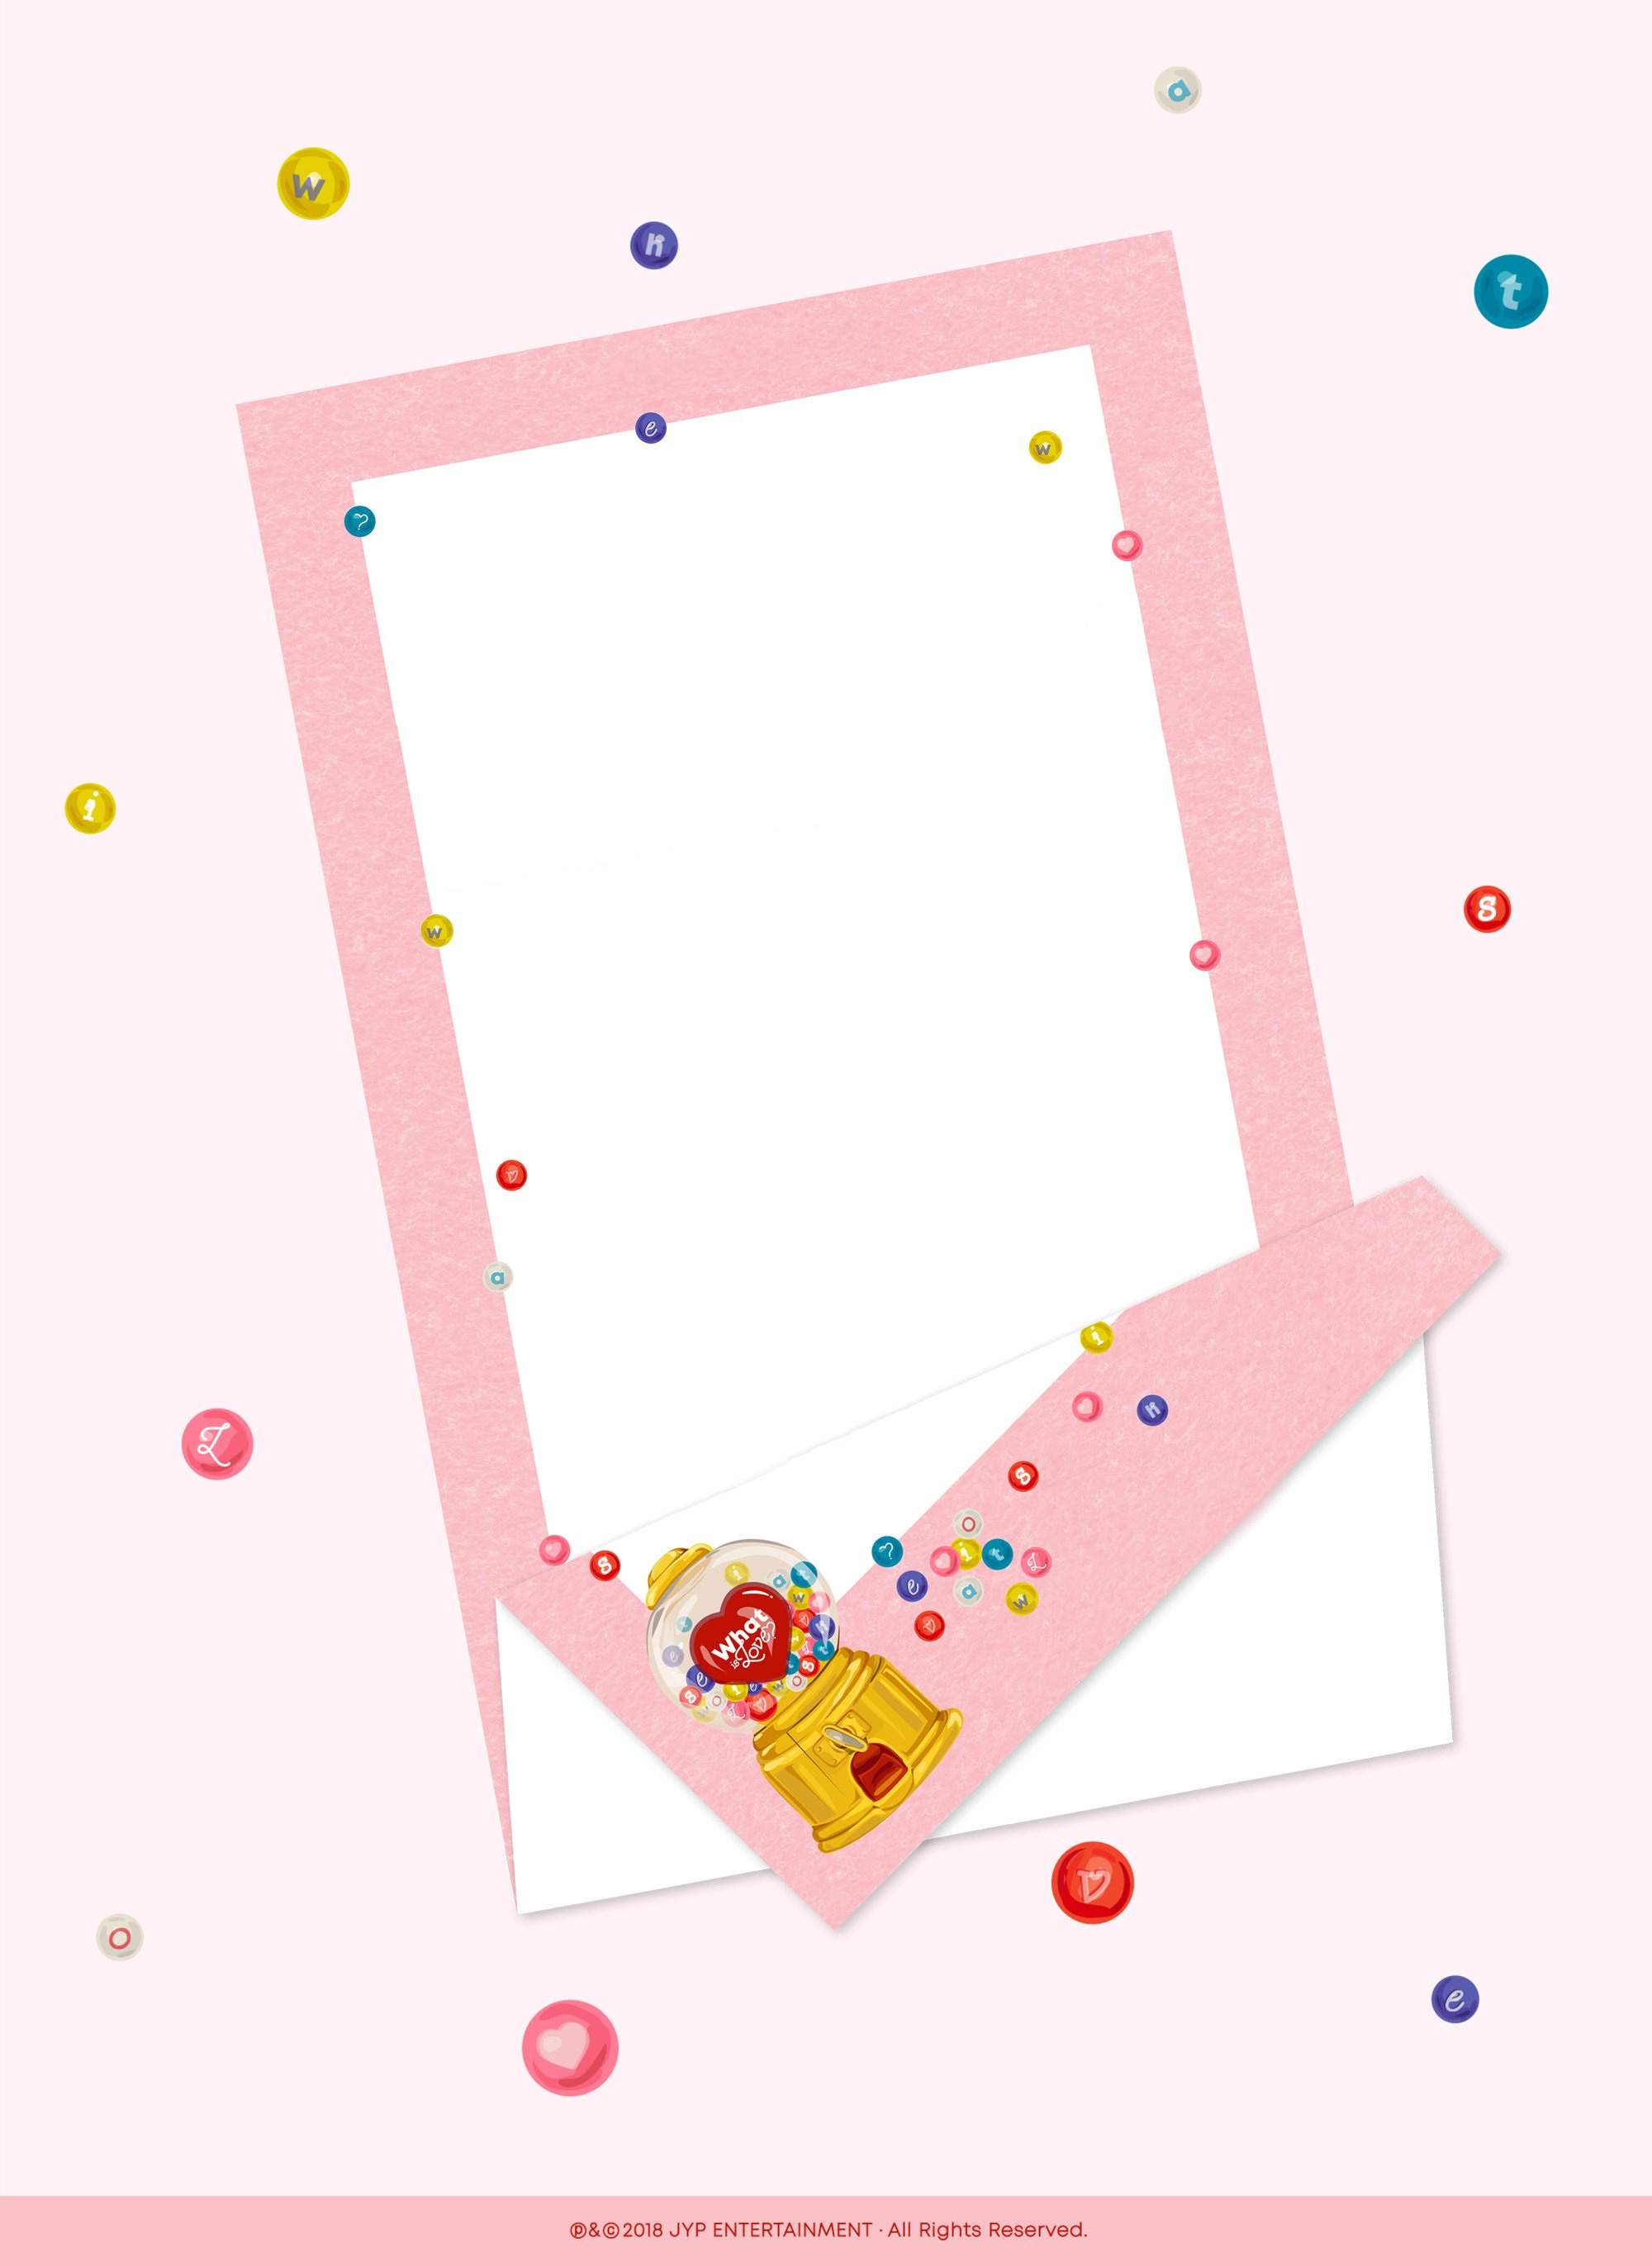 a
w
h
t
e
w
?
i
S
w
a
i
L
h
S
O
i t L
S
?
e a w
What
is Love?
O
e
℗&©2018 JYP ENTERTAINMENT · All Rights Reserved.